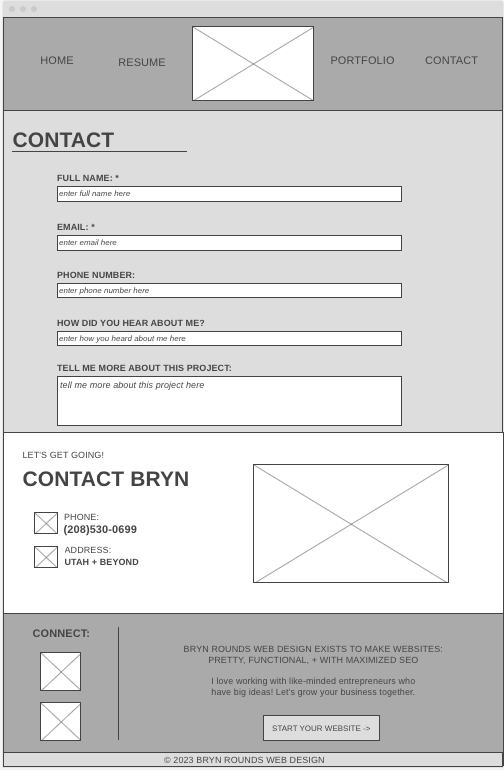 HOME
RESUME
PORTFOLIO
CONTACT
CONTACT
FULL NAME: *
enter full name here
EMAIL: *
enter email here
PHONE NUMBER:
enter phone number here
HOW DID YOU HEAR ABOUT ME?
enter how you heard about me here
TELL ME MORE ABOUT THIS PROJECT:
tell me more about this project here
LET'S GET GOING!
CONTACT BRYN
PHONE:
(208)530-0699
ADDRESS:
UTAH + BEYOND
CONNECT:
BRYN ROUNDS WEB DESIGN EXISTS TO MAKE WEBSITES:
PRETTY, FUNCTIONAL, + WITH MAXIMIZED SEO
I love working with like-minded entrepreneurs who
have big ideas! Let's grow your business together.
START YOUR WEBSITE ->
© 2023 BRYN ROUNDS WEB DESIGN